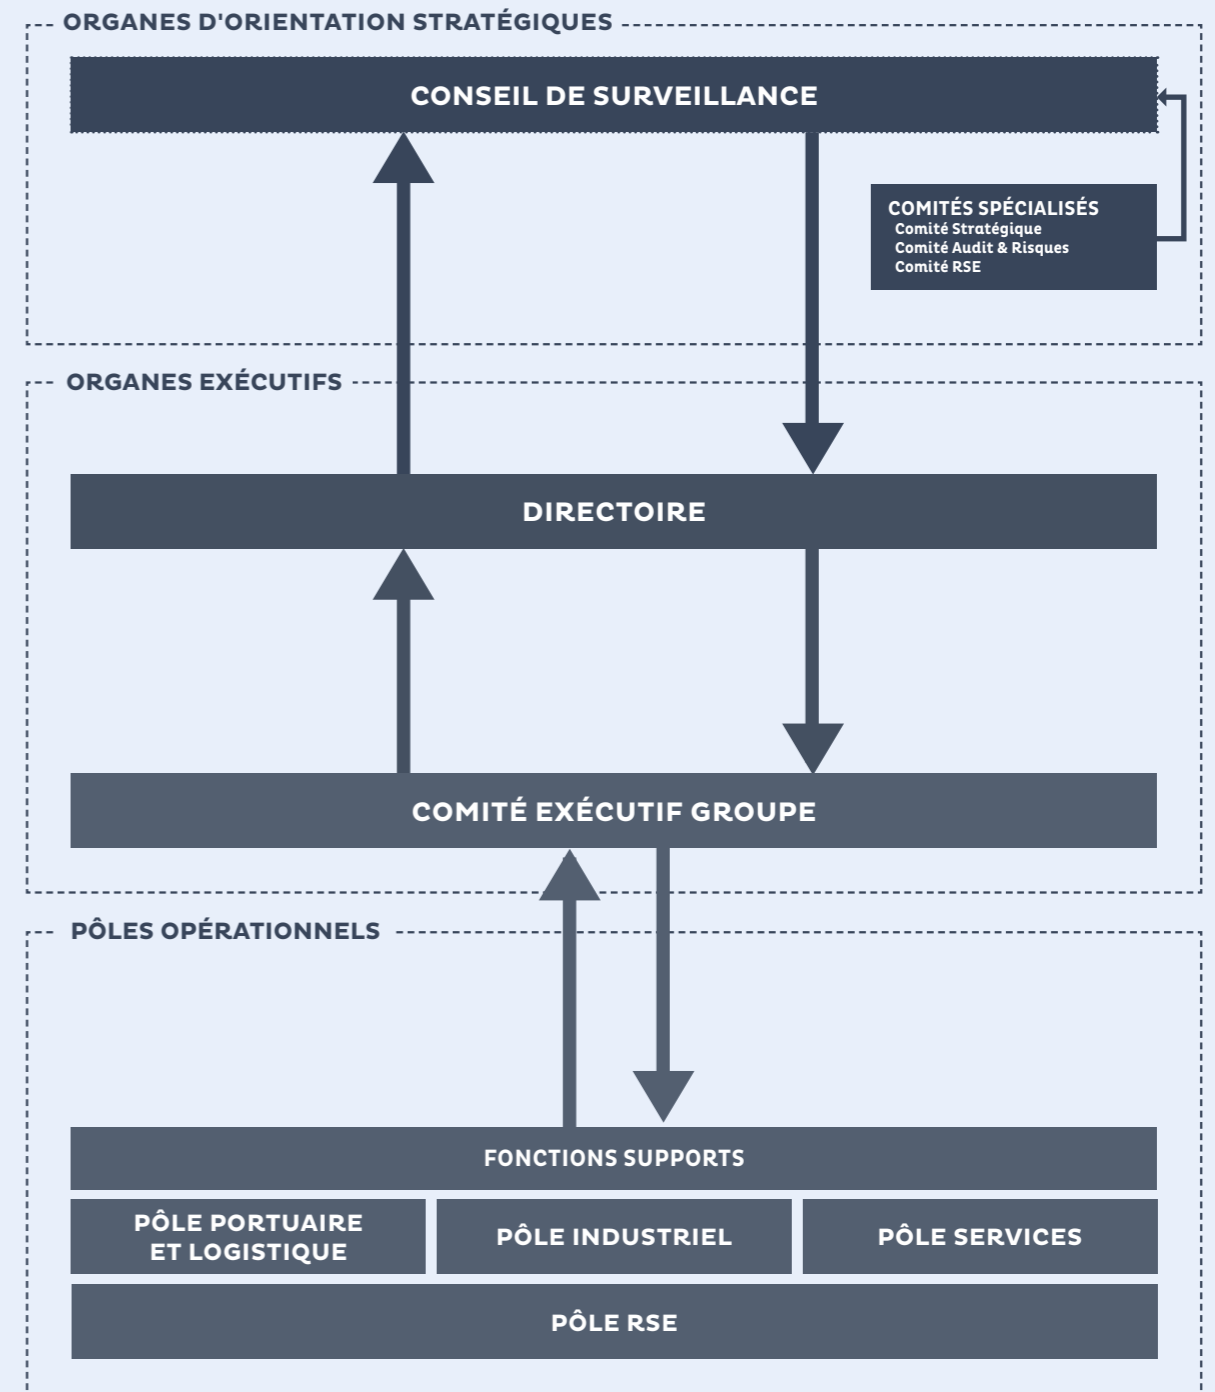 ORGANES D'ORIENTATION STRATÉGIQUES
CONSEIL DE SURVEILLANCE
COMITÉS SPÉCIALISÉS
Comité Stratégique
Comité Audit & Risques
Comité RSE
ORGANES EXÉCUTIFS
DIRECTOIRE
COMITÉ EXÉCUTIF GROUPE
PÔLES OPÉRATIONNELS
FONCTIONS SUPPORTS
PÔLE PORTUAIRE
ET LOGISTIQUE
PÔLE INDUSTRIEL
PÔLE SERVICES
PÔLE RSE